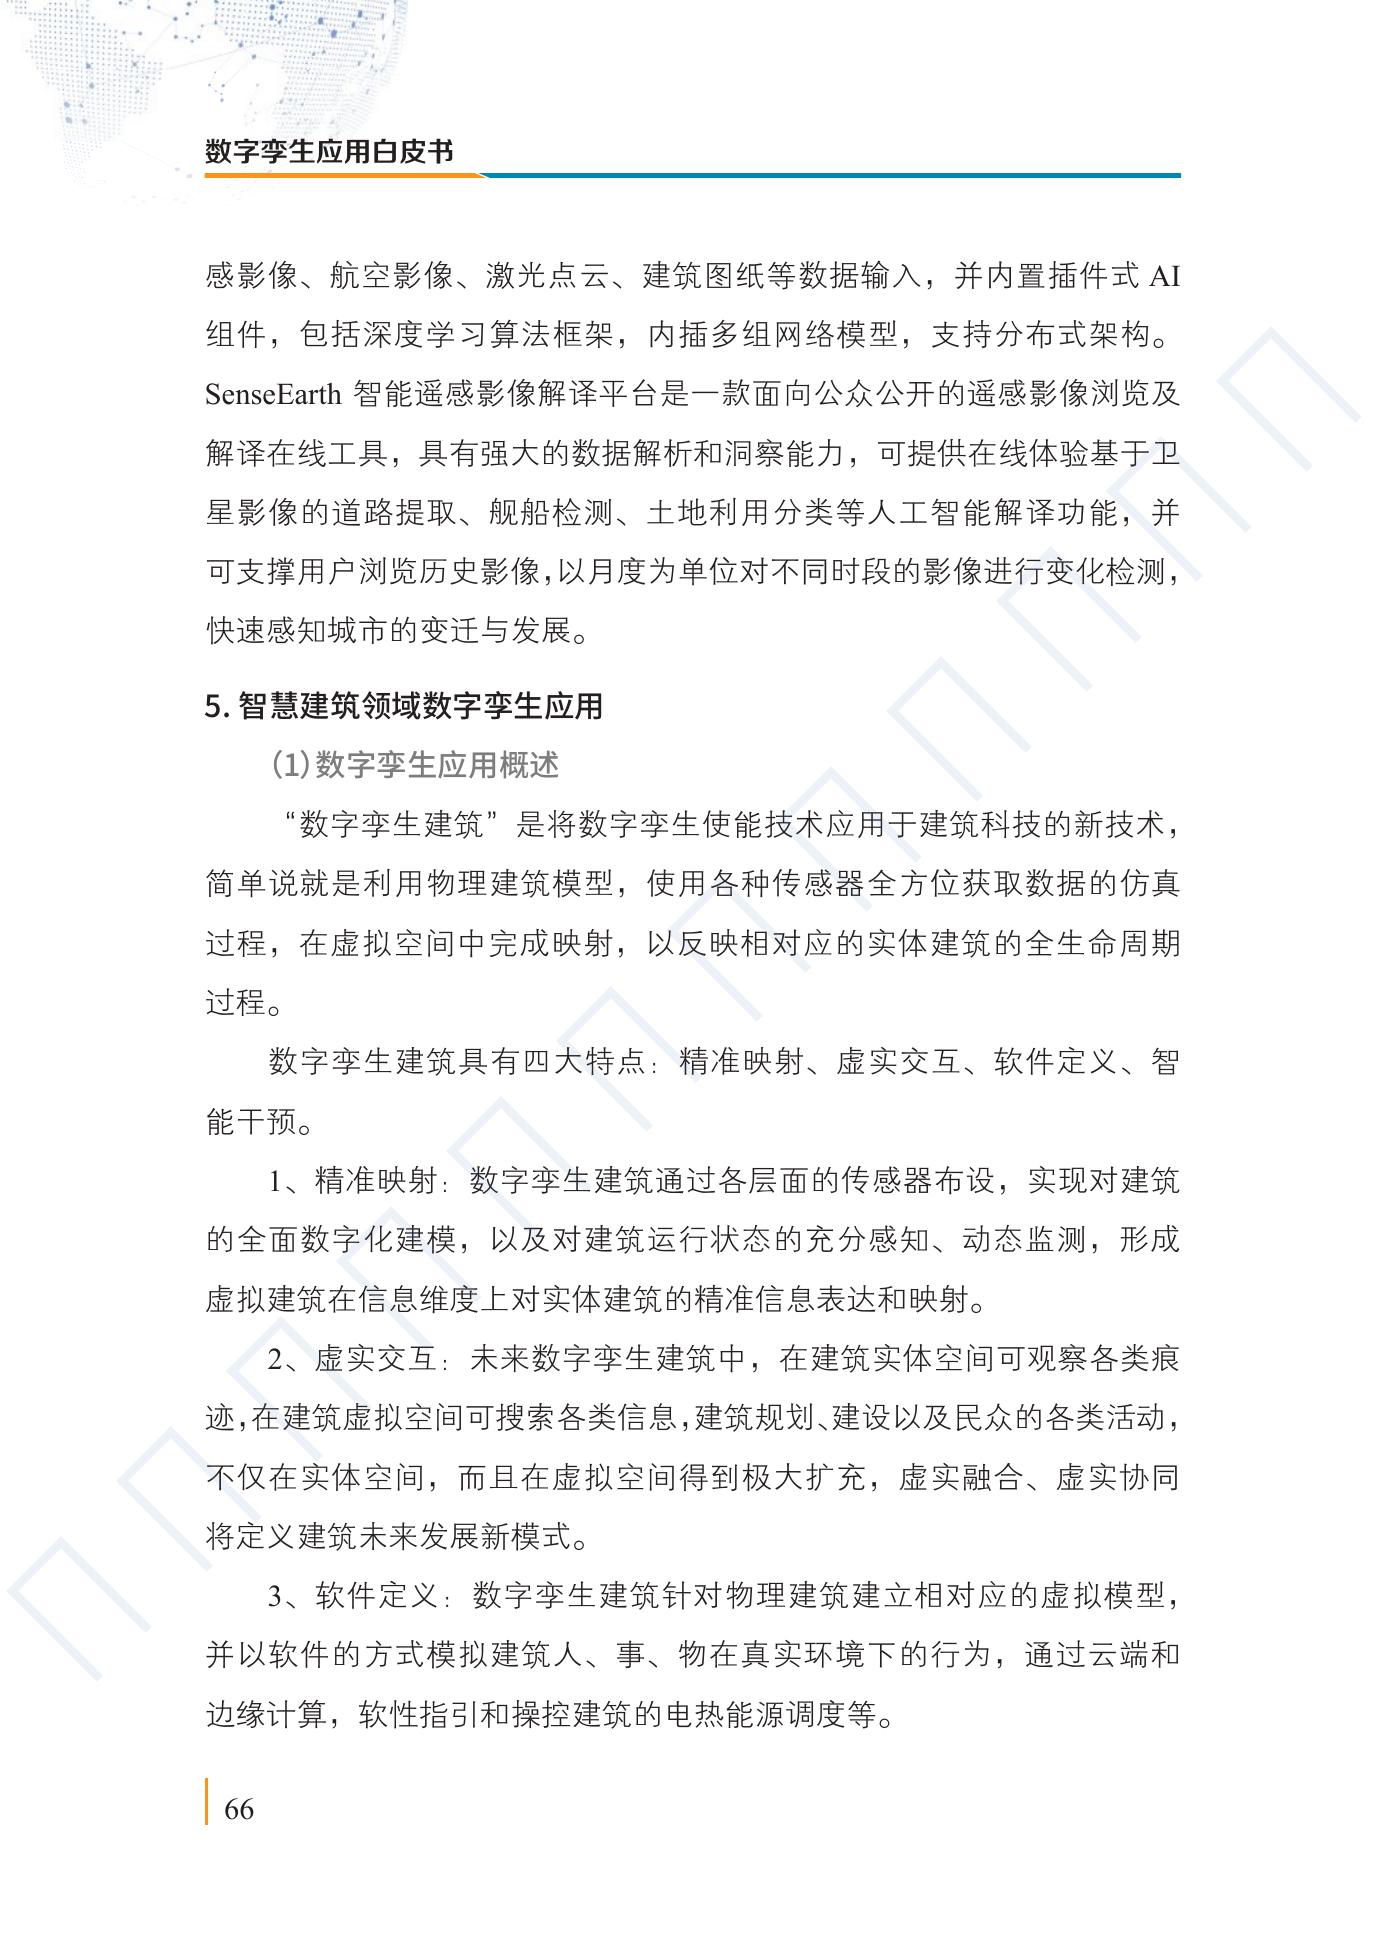 数字孪生应用白皮书
感影像、航空影像、激光点云、建筑图纸等数据输入，并内置插件式 AI
组件，包括深度学习算法框架，内插多组网络模型，支持分布式架构。
SenseEarth 智能遥感影像解译平台是一款面向公众公开的遥感影像浏览及
解译在线工具，具有强大的数据解析和洞察能力，可提供在线体验基于卫
星影像的道路提取、舰船检测、土地利用分类等人工智能解译功能，并
可支撑用户浏览历史影像，以月度为单位对不同时段的影像进行变化检测，
快速感知城市的变迁与发展。
5. 智慧建筑领域数字孪生应用
（1）数字孪生应用概述
“数字孪生建筑”是将数字孪生使能技术应用于建筑科技的新技术，
简单说就是利用物理建筑模型，使用各种传感器全方位获取数据的仿真
过程，在虚拟空间中完成映射，以反映相对应的实体建筑的全生命周期
过程。
数字孪生建筑具有四大特点：精准映射、虚实交互、软件定义、智
能干预。
1、精准映射：数字孪生建筑通过各层面的传感器布设，实现对建筑
的全面数字化建模，以及对建筑运行状态的充分感知、动态监测，形成
虚拟建筑在信息维度上对实体建筑的精准信息表达和映射。
2、虚实交互：未来数字孪生建筑中，在建筑实体空间可观察各类痕
迹，在建筑虚拟空间可搜索各类信息，建筑规划、建设以及民众的各类活动，
不仅在实体空间，而且在虚拟空间得到极大扩充，虚实融合、虚实协同
将定义建筑未来发展新模式。
3、软件定义：数字孪生建筑针对物理建筑建立相对应的虚拟模型，
并以软件的方式模拟建筑人、事、物在真实环境下的行为，通过云端和
边缘计算，软性指引和操控建筑的电热能源调度等。
66